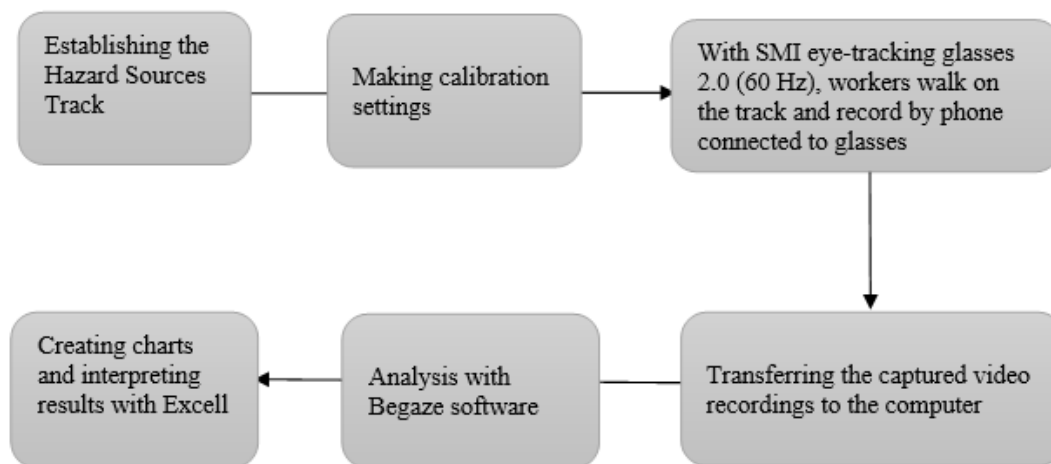 Establishing the
Hazard Sources
Track
Making calibration
settings
With SMI eye-tracking glasses
2.0 (60 Hz), workers walk on
the track and record by phone
connected to glasses
Transferring the captured video
recordings to the computer
Analysis with
Begaze software
Creating charts
and interpreting
results with Excell